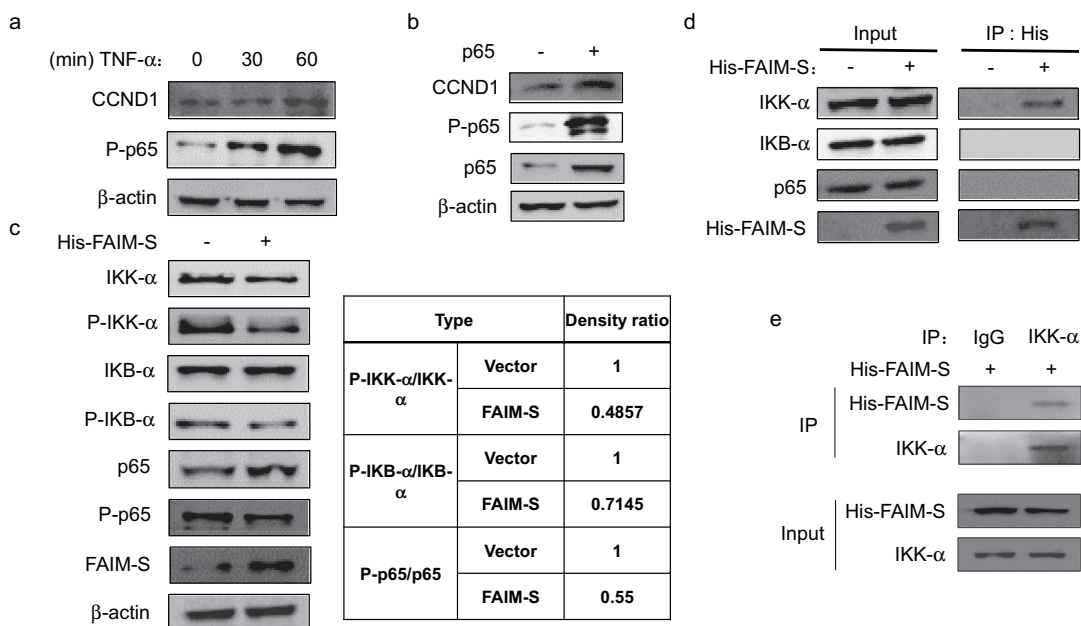 a
(min) TNF-α: 0 30 60
CCND1
P-p65
β-actin
b
p65 - +
CCND1
P-p65
p65
β-actin
c
His-FAIM-S - +
IKK-α
P-IKK-α
IKB-α
P-IKB-α
p65
P-p65
FAIM-S
β-actin
Type Density ratio
P-IKK-α/IKK-
α
Vector 1
FAIM-S 0.4857
P-IKB-α/IKB-
α
Vector 1
FAIM-S 0.7145
P-p65/p65
Vector 1
FAIM-S 0.55
d
Input IP : His
His-FAIM-S: - + - +
IKK-α
IKB-α
p65
His-FAIM-S
e
IP: IgG IKK-α
His-FAIM-S + +
IP
His-FAIM-S
IKK-α
Input
His-FAIM-S
IKK-α